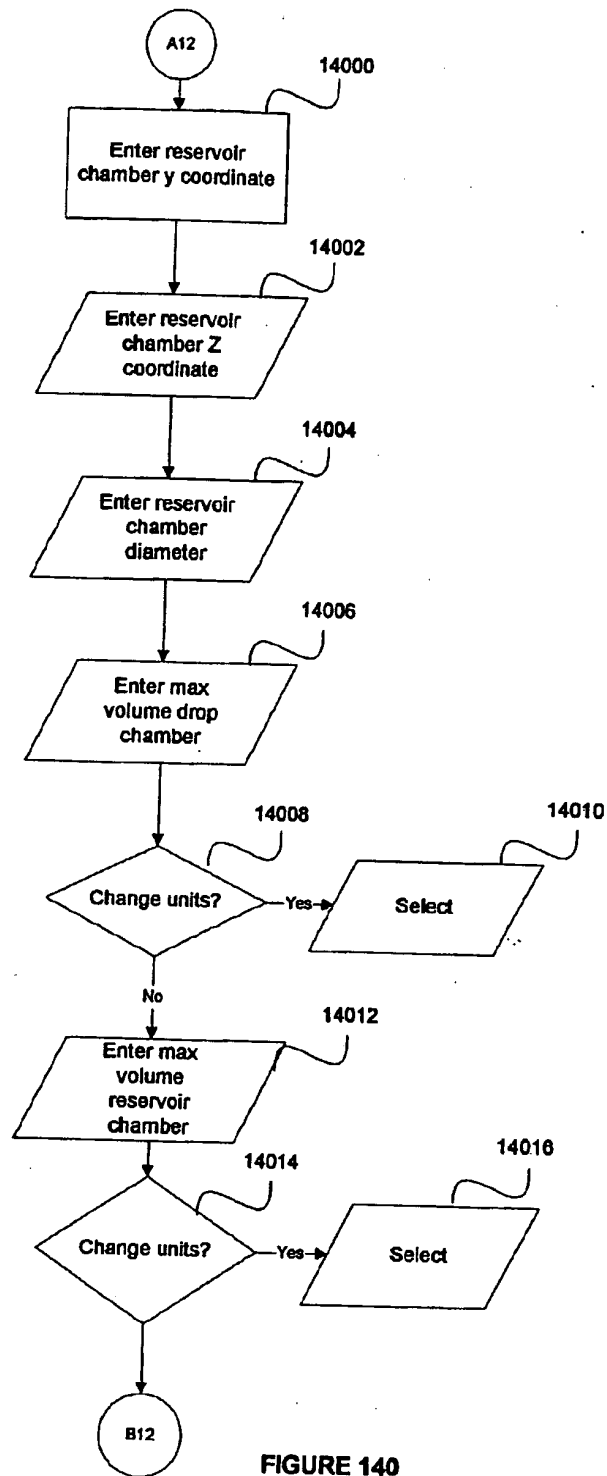 A12
14000
Enter reservoir
chamber y coordinate
14002
Enter reservoir
chamber Z
coordinate
14004
Enter reservoir
chamber
diameter
14006
Enter max
volume drop
chamber
14008
Change units?
Yes
14010
Select
No
14012
Enter max
volume
reservoir
chamber
14014
Change units?
Yes
14016
Select
B12
FIGURE 140